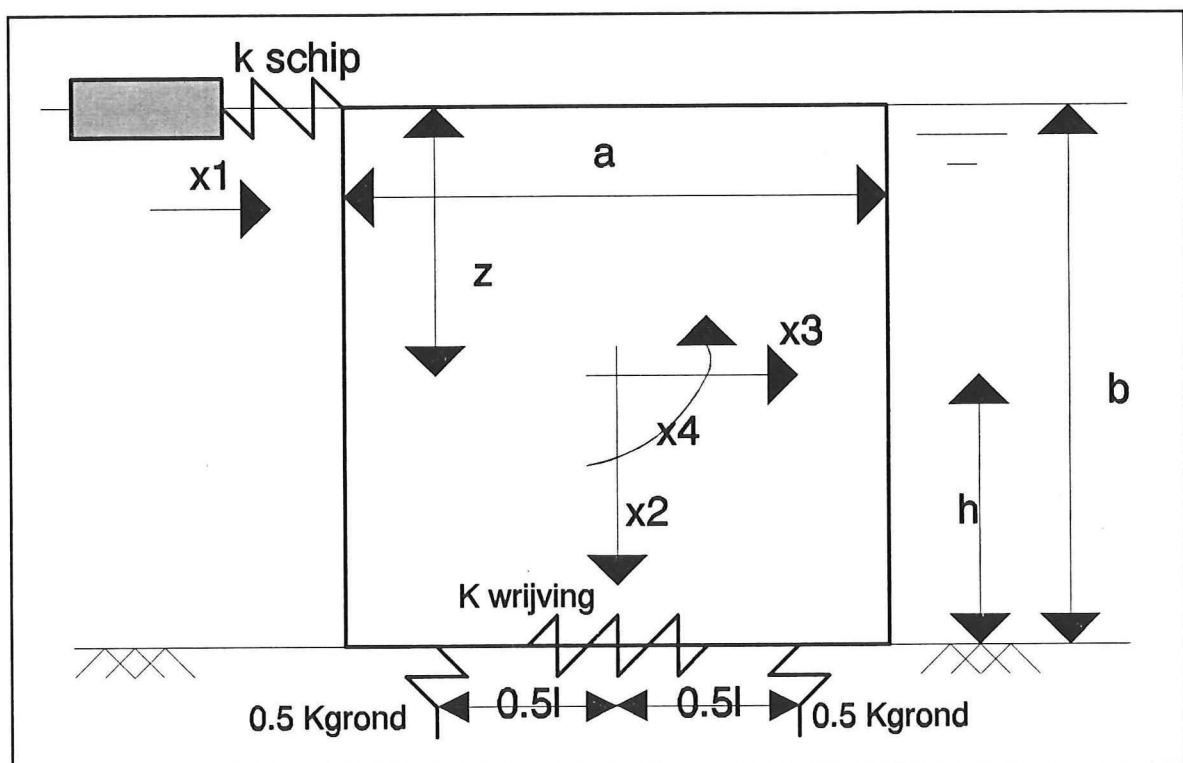 k schip
x1
a
z
x3
x4
b
h
x2
K wrijving
0.5l 0.5l
0.5 Kgrond 0.5 Kgrond